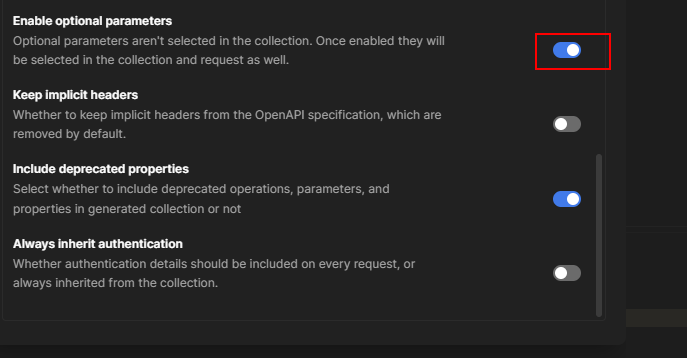 Enable optional parameters
Optional parameters aren't selected in the collection. Once enabled they will
be selected in the collection and request as well.
Keep implicit headers
Whether to keep implicit headers from the OpenAPI specification, which are
removed by default.
Include deprecated properties
Select whether to include deprecated operations, parameters, and
properties in generated collection or not
Always inherit authentication
Whether authentication details should be included on every request, or
always inherited from the collection.